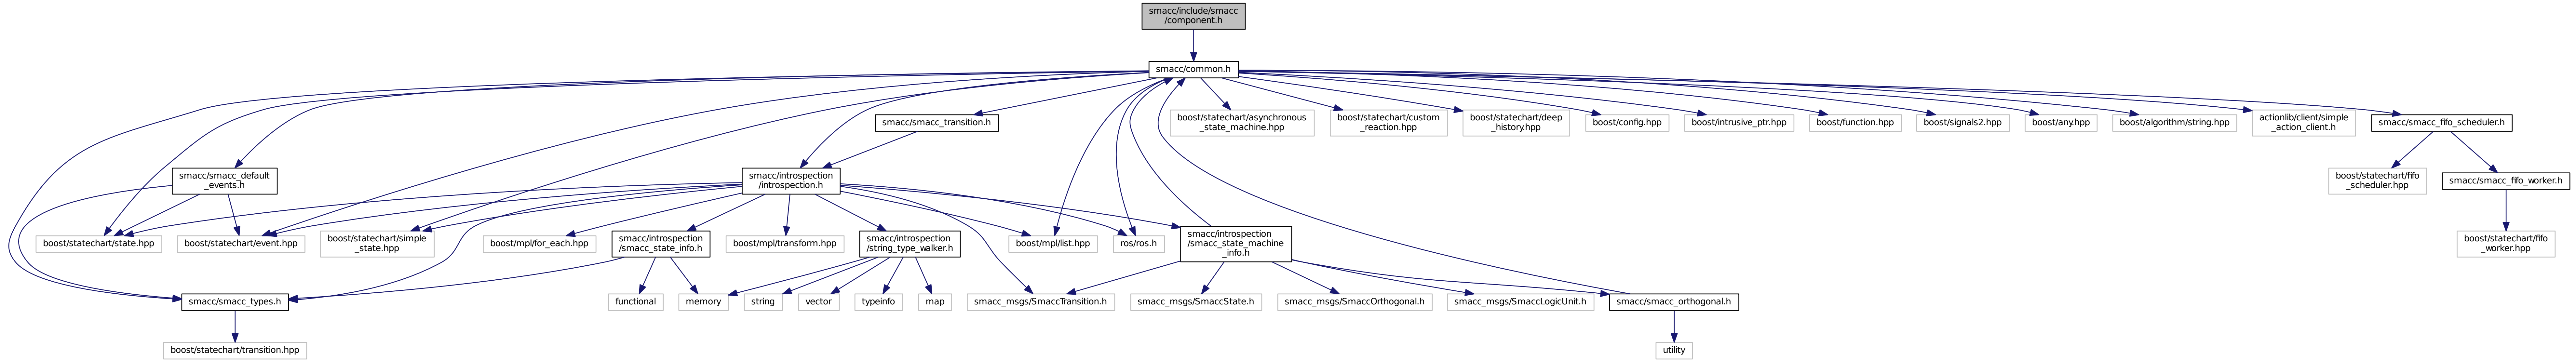 smacc/include/smacc
/component.h
smacc/common.h
smacc/smacc_transition.h
boost/statechart/asynchronous
_state_machine.hpp
boost/statechart/custom
_reaction.hpp
boost/statechart/deep
_history.hpp
boost/config.hpp
boost/intrusive_ptr.hpp
boost/function.hpp
boost/signals2.hpp
boost/any.hpp
boost/algorithm/string.hpp
actionlib/client/simple
_action_client.h
smacc/smacc_fifo_scheduler.h
smacc/smacc_default
_events.h
smacc/introspection
/introspection.h
boost/statechart/fifo
_scheduler.hpp
smacc/smacc_fifo_worker.h
boost/statechart/state.hpp
boost/statechart/event.hpp
boost/statechart/simple
_state.hpp
boost/mpl/for_each.hpp
smacc/introspection
/smacc_state_info.h
boost/mpl/transform.hpp
smacc/introspection
/string_type_walker.h
boost/mpl/list.hpp
ros/ros.h
smacc/introspection
/smacc_state_machine
_info.h
boost/statechart/fifo
_worker.hpp
smacc/smacc_types.h
functional
memory
string
vector
typeinfo
map
smacc_msgs/SmaccTransition.h
smacc_msgs/SmaccState.h
smacc_msgs/SmaccOrthogonal.h
smacc_msgs/SmaccLogicUnit.h
smacc/smacc_orthogonal.h
boost/statechart/transition.hpp
utility